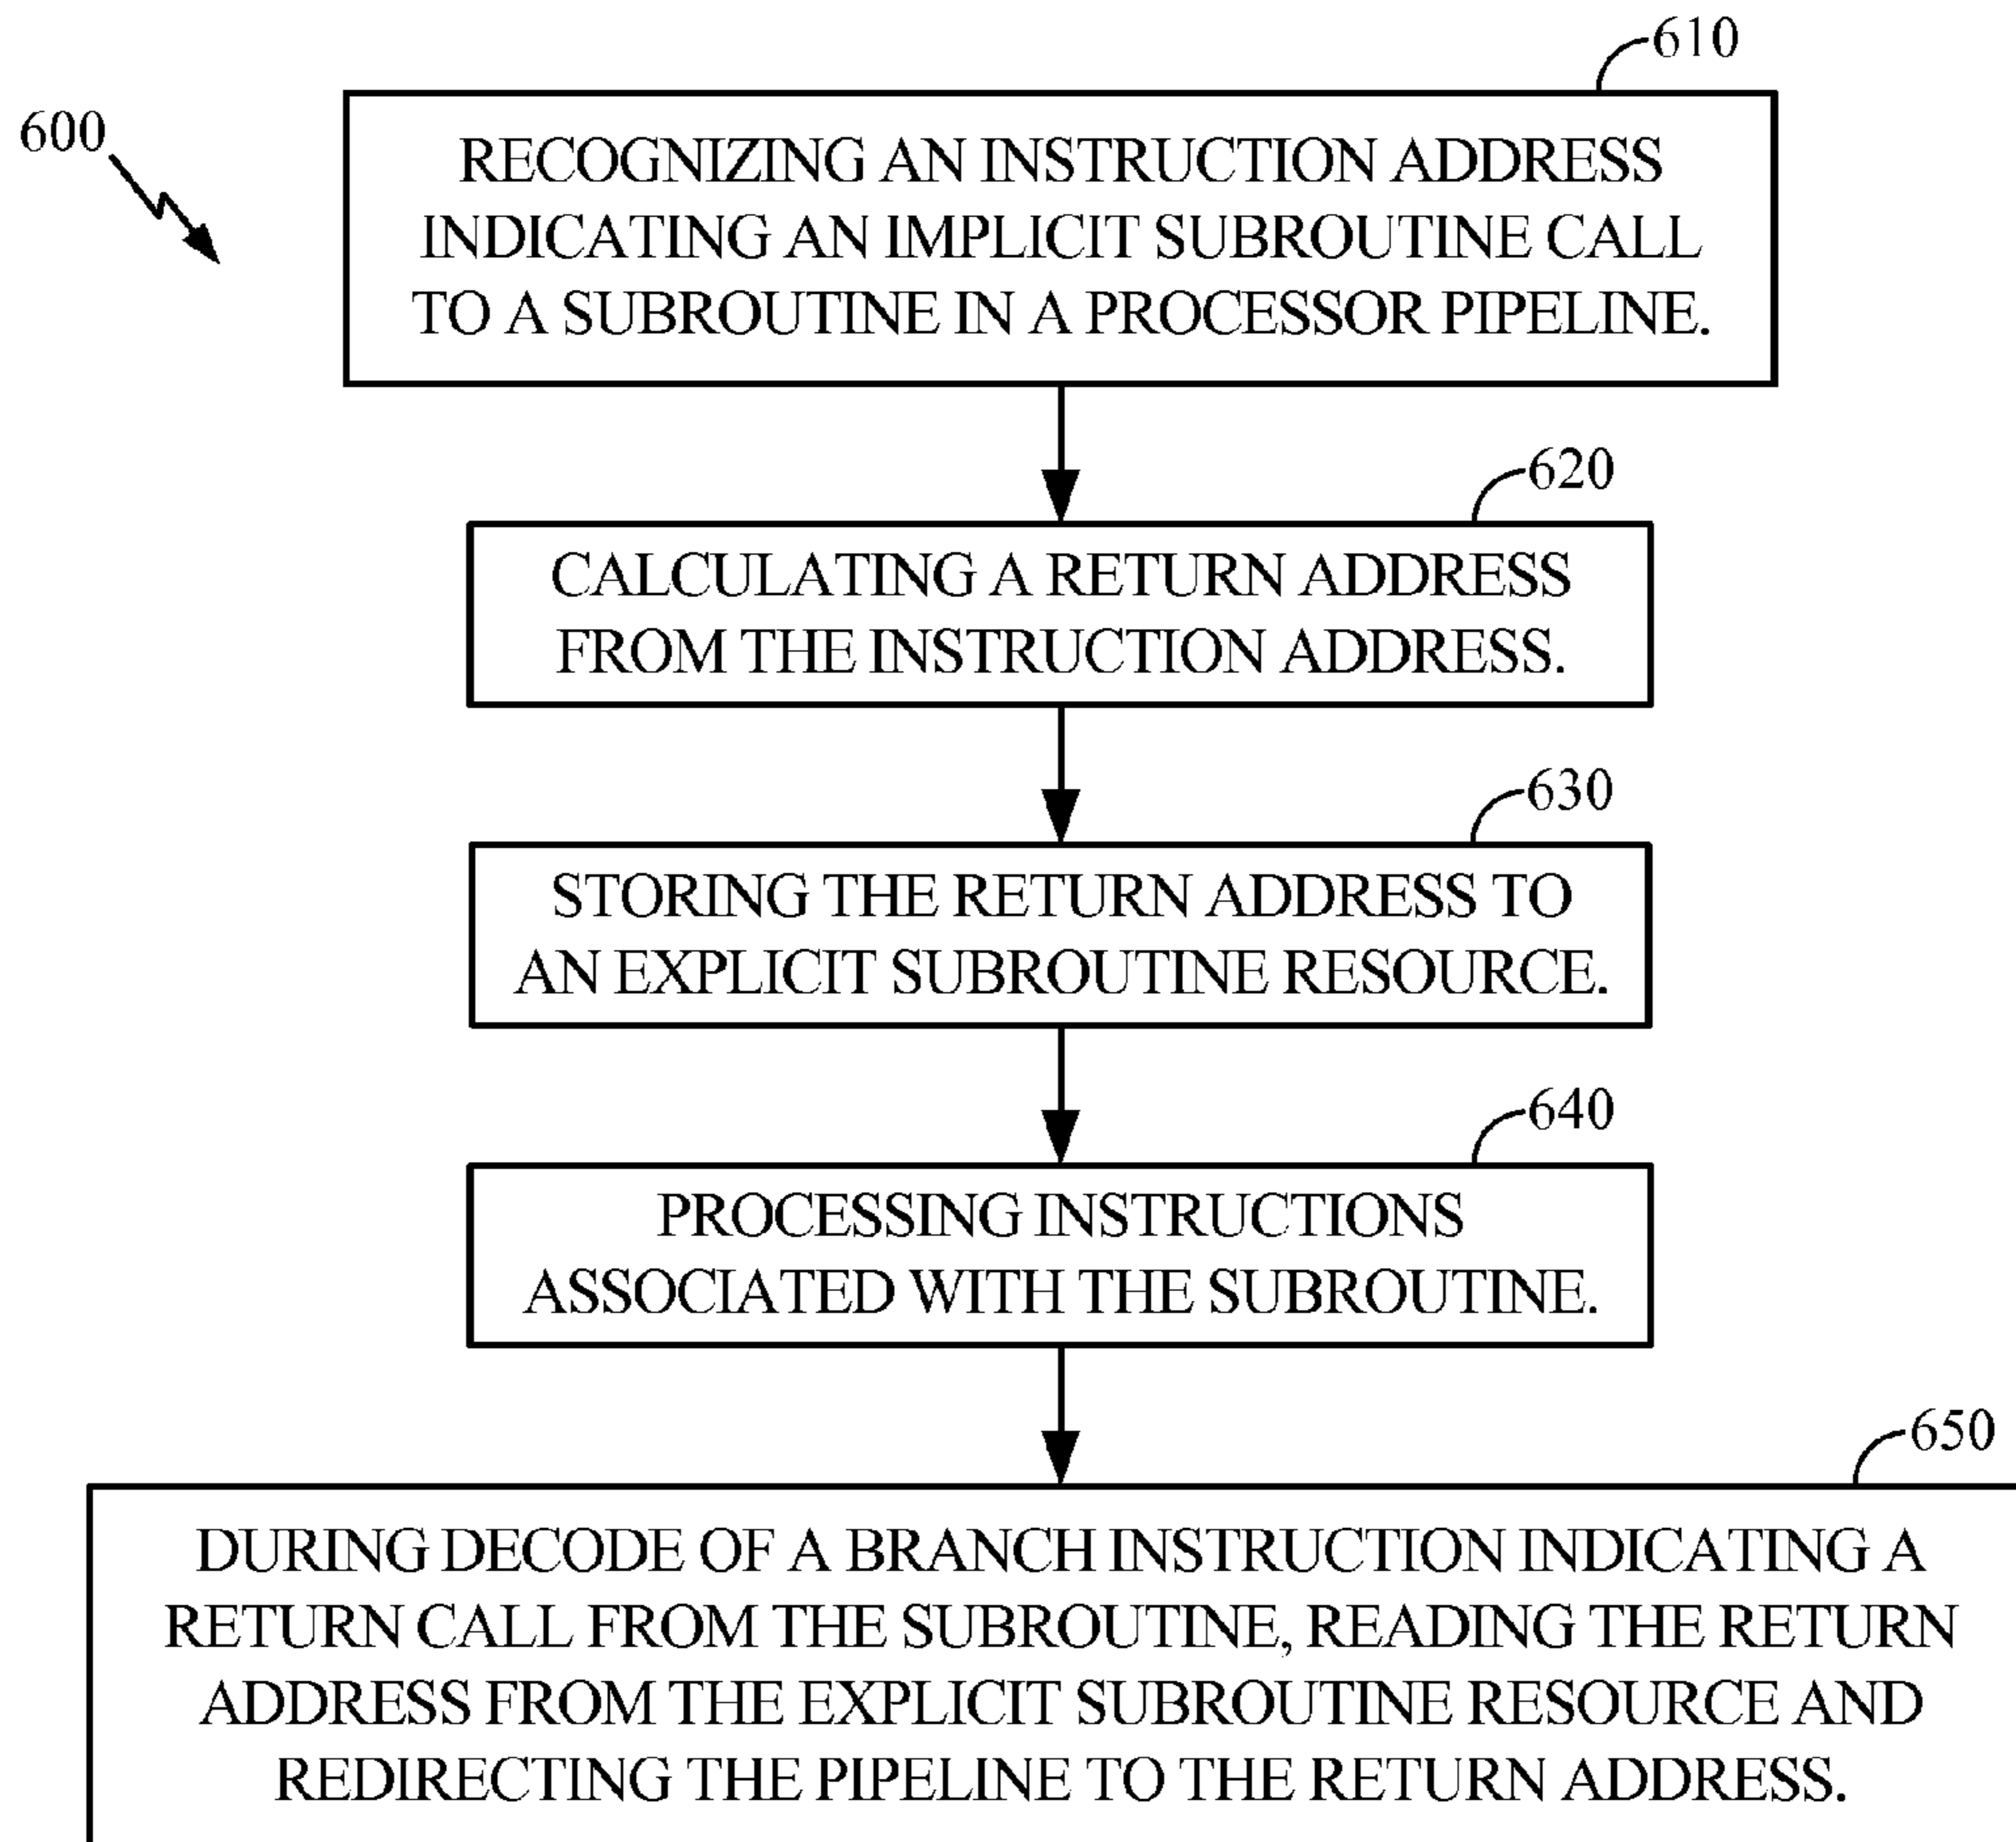 610
600
RECOGNIZING AN INSTRUCTION ADDRESS
INDICATING AN IMPLICIT SUBROUTINE CALL
TO A SUBROUTINE IN A PROCESSOR PIPELINE.
620
CALCULATING A RETURN ADDRESS
FROM THE INSTRUCTION ADDRESS.
630
STORING THE RETURN ADDRESS TO
AN EXPLICIT SUBROUTINE RESOURCE.
640
PROCESSING INSTRUCTIONS
ASSOCIATED WITH THE SUBROUTINE.
650
DURING DECODE OF A BRANCH INSTRUCTION INDICATING A
RETURN CALL FROM THE SUBROUTINE, READING THE RETURN
ADDRESS FROM THE EXPLICIT SUBROUTINE RESOURCE AND
REDIRECTING THE PIPELINE TO THE RETURN ADDRESS.